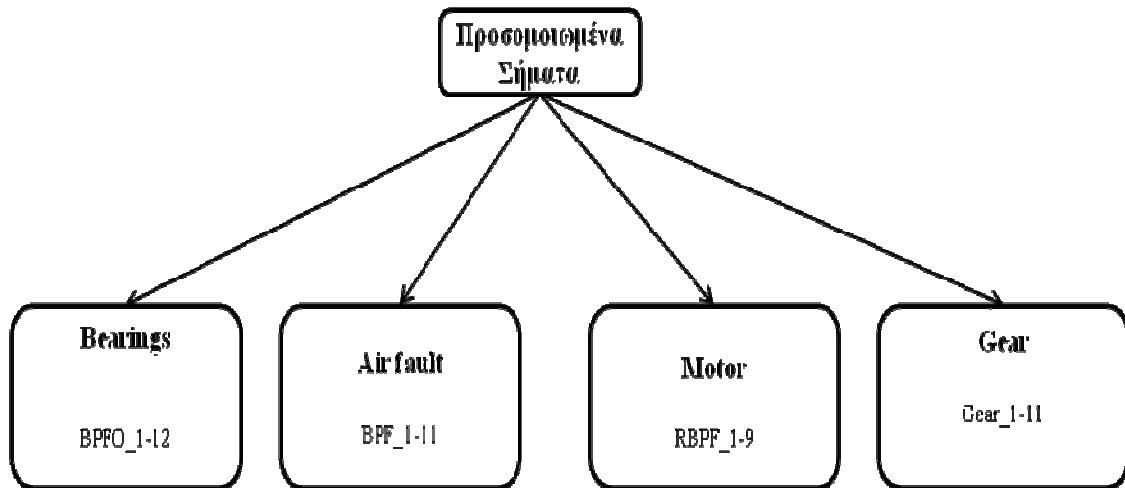 Προσομοιωμένα
Σήματα
Bearings
BPFO_1-12
Air fault
BPF_1-11
Motor
RBPF_1-9
Gear
Gear_1-11